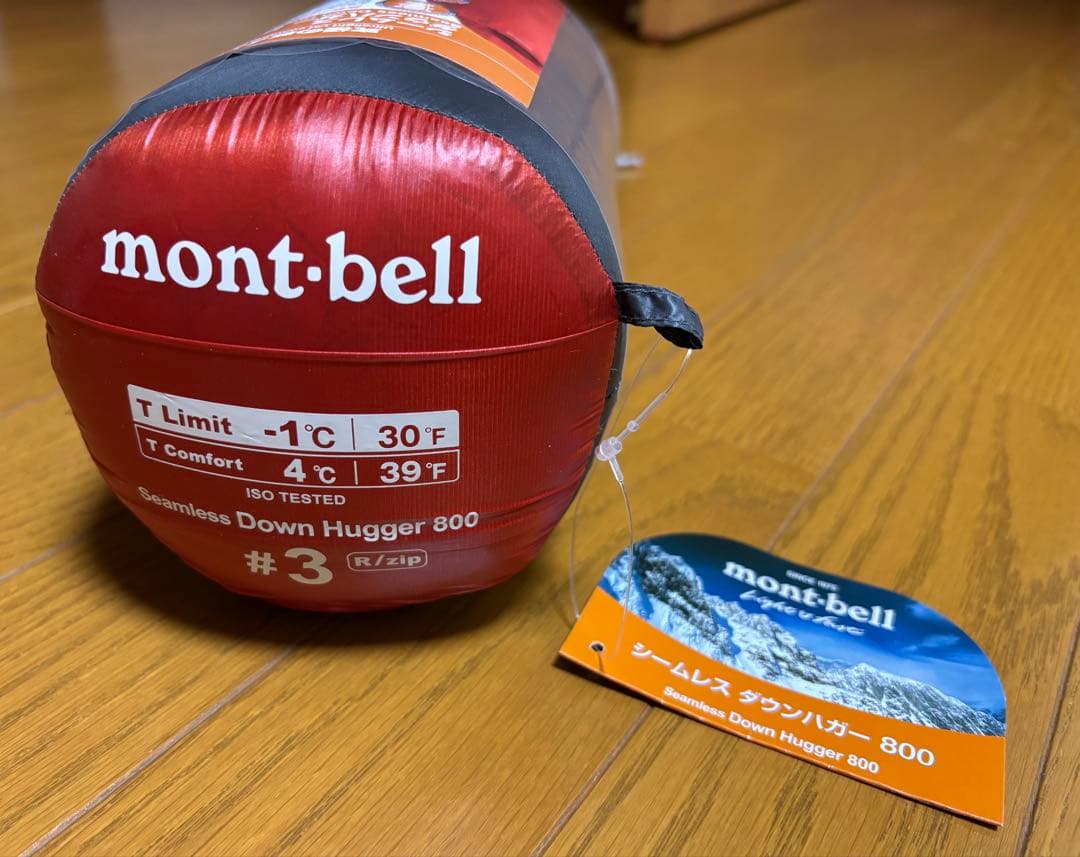 mont-bell
T Limit -1℃ | 30°F
T Comfort 4℃ | 39°F
ISO TESTED
Seamless Down Hugger 800
#3 R/zip
SINCE 1975
mont-bell
Light & Fast
シームレス ダウンハガー 800
Seamless Down Hugger 800